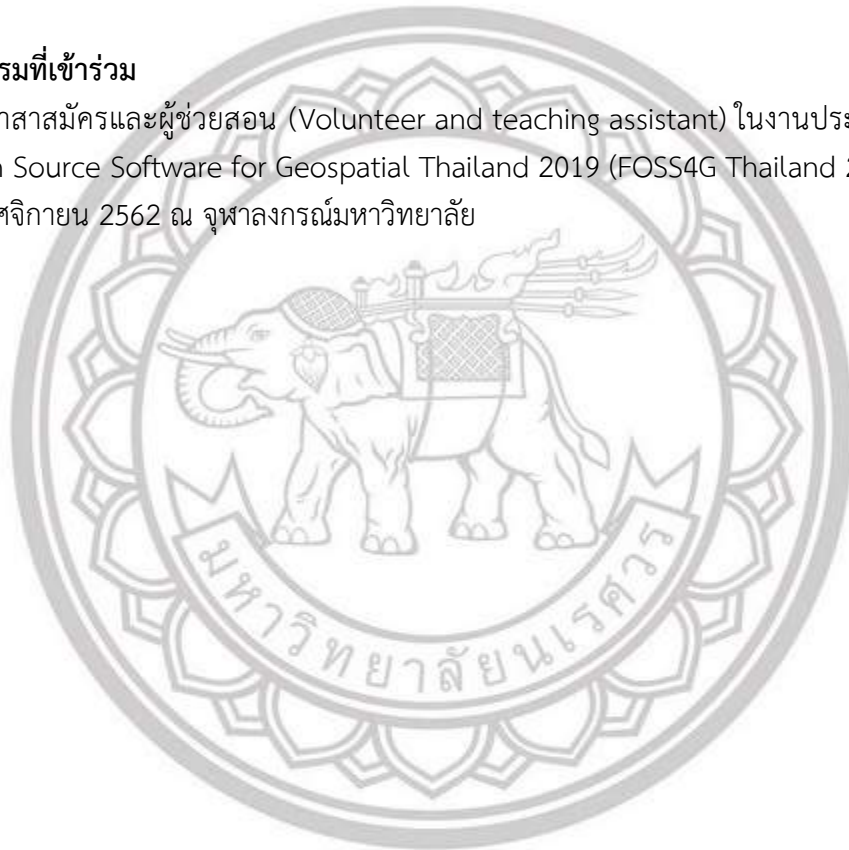 รมที่เข้าร่วม
าสาสมัครและผู้ช่วยสอน (Volunteer and teaching assistant) ในงานประ
Source Software for Geospatial Thailand 2019 (FOSS4G Thailand
ศจิกายน 2562 ณ จุฬาลงกรณ์มหาวิทยาลัย
มหาวิทยาลัยนเรศวร